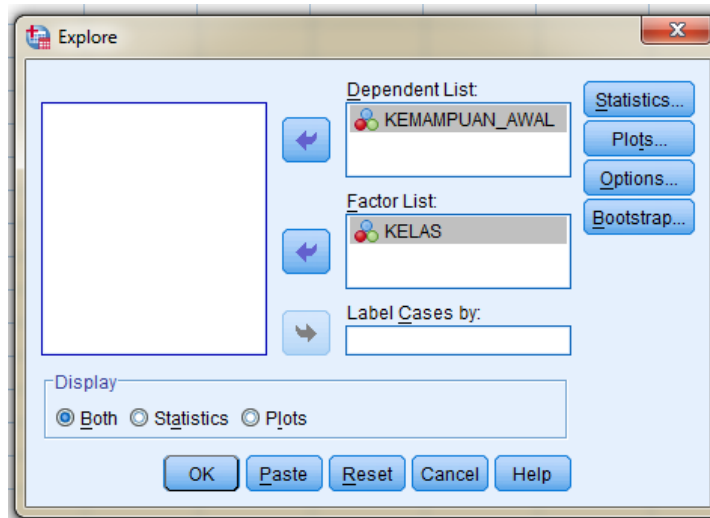 Explore
Dependent List:
KEMAMPUAN_AWAL
Factor List:
KELAS
Label Cases by:
Statistics...
Plots...
Options...
Bootstrap...
Display
Both Statistics Plots
OK Paste Reset Cancel Help